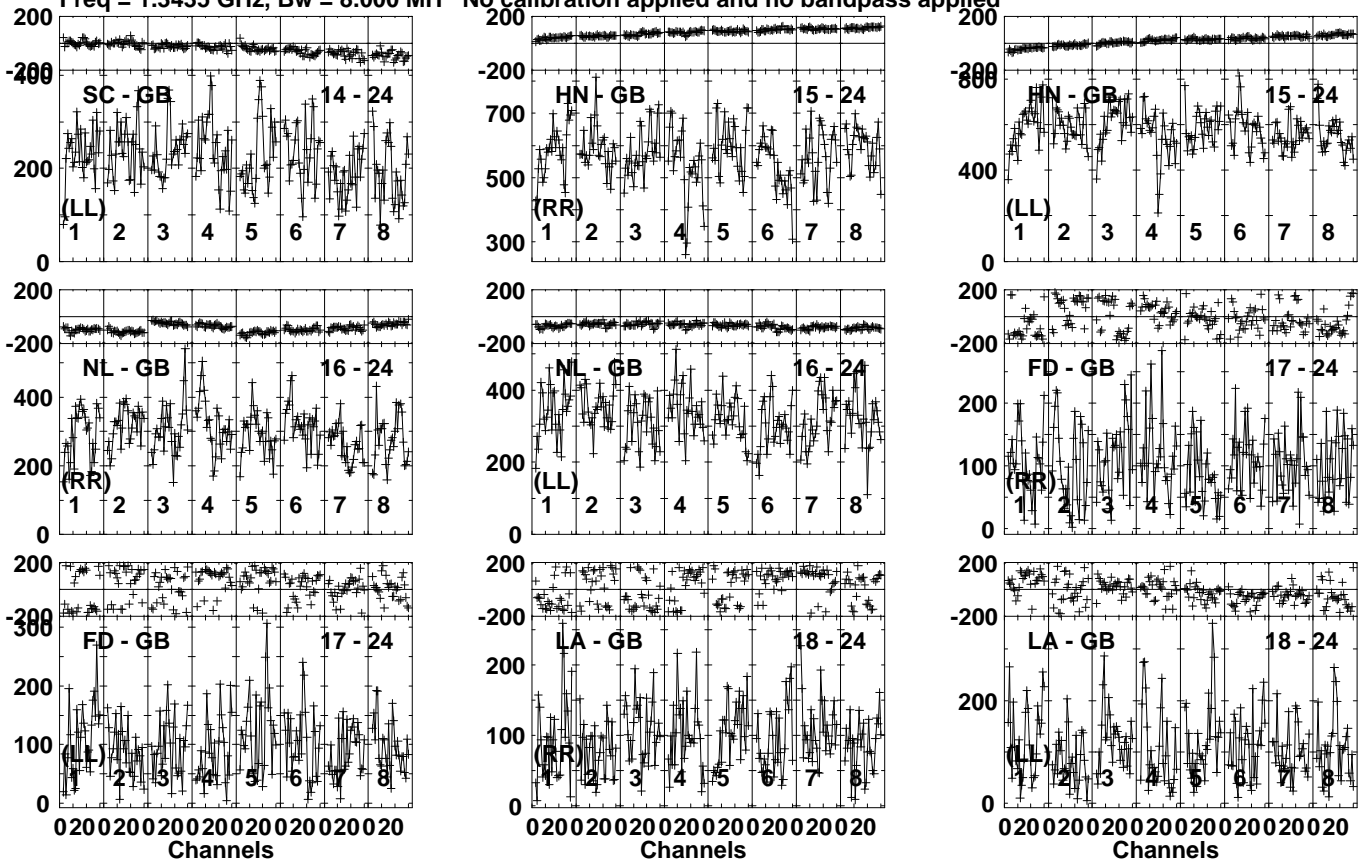 Freq = 1.3435 GHz, Bw = 8.000 MH No calibration applied and no bandpass applied
200 200 200
-200 -200 -200
400 700 800
SC - GB 14 - 24 HN - GB 15 - 24 HN - GB 15 - 24
200 500 400
(LL) (RR) (LL)
1 2 3 4 5 6 7 8 1 2 3 4 5 6 7 8 1 2 3 4 5 6 7 8
0 300 0
200 200 200
-200 -200 -200
NL - GB 16 - 24 NL - GB 16 - 24 FD - GB 17 - 24
400 400 200
200 200 100
(RR) (LL) (RR)
1 2 3 4 5 6 7 8 1 2 3 4 5 6 7 8 1 2 3 4 5 6 7 8
0 0 0
200 200 200
-200 -200 -200
300
FD - GB 17 - 24 LA - GB 18 - 24 LA - GB 18 - 24
200 200 200
100 100
(LL) (RR) (LL)
1 2 3 4 5 6 7 8 1 2 3 4 5 6 7 8 1 2 3 4 5 6 7 8
0 0 0
0 20 0 20 0 20 0 20 0 20 0 20 0 20 0 20 0 20 0 20 0 20 0 20 0 20 0 20 0 20 0 20 0 20 0 20 0 20 0 20 0 20 0 20 0 20 0 20
Channels Channels Channels